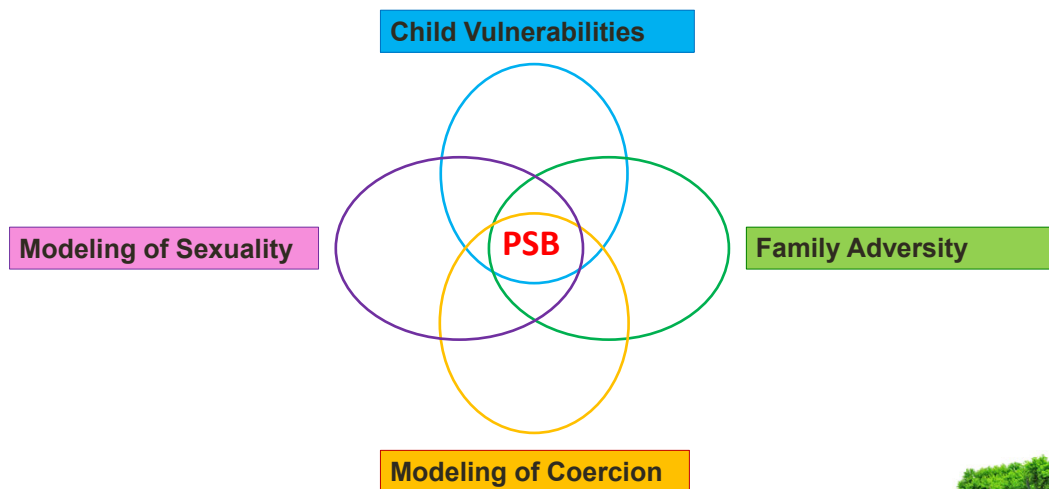 Child Vulnerabilities
Modeling of Sexuality
PSB
Family Adversity
Modeling of Coercion